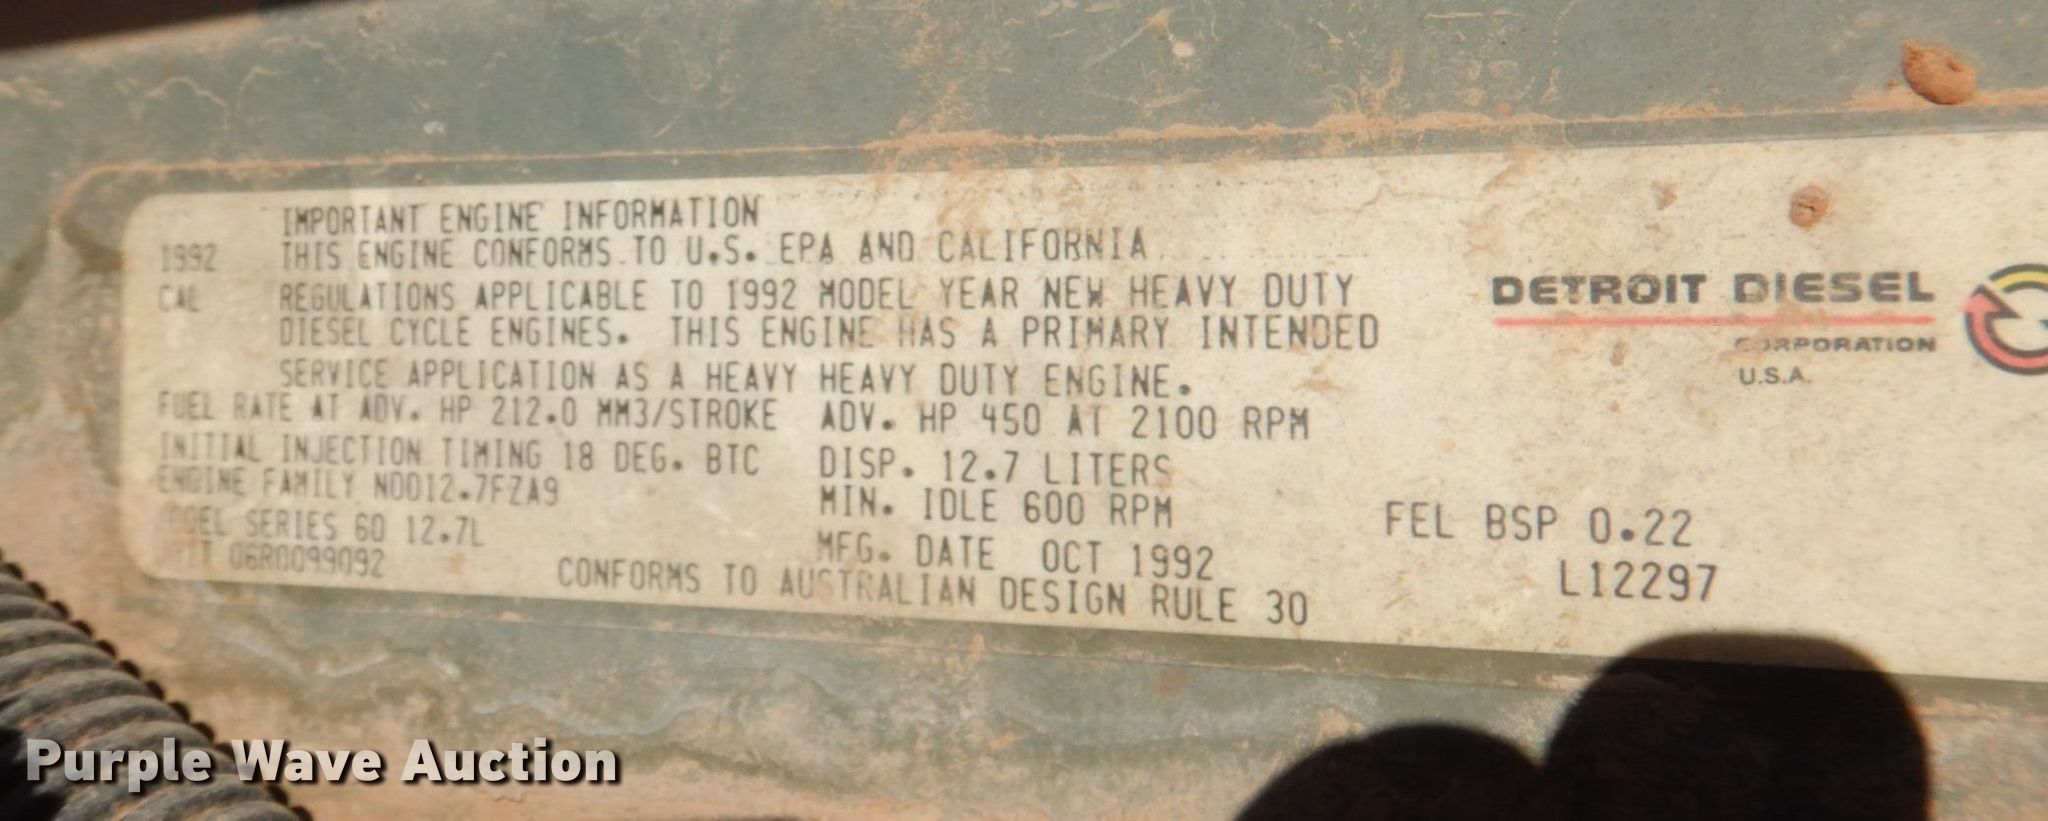 IMPORTANT ENGINE INFORMATION
1992 THIS ENGINE CONFORMS TO U.S. EPA AND CALIFORNIA
CAL REGULATIONS APPLICABLE TO 1992 MODEL YEAR NEW HEAVY DUTY
DIESEL CYCLE ENGINES. THIS ENGINE HAS A PRIMARY INTENDED
SERVICE APPLICATION AS A HEAVY HEAVY DUTY ENGINE.
FUEL RATE AT ADV. HP 212.0 MM3/STROKE ADV. HP 450 AT 2100 RPM
INITIAL INJECTION TIMING 18 DEG. BTC DISP. 12.7 LITERS
ENGINE FAMILY NDD12.7FZA9 MIN. IDLE 600 RPM
SERIES 60 12.7L MFG. DATE OCT 1992
06R0099092 CONFORMS TO AUSTRALIAN DESIGN RULE 30
DETROIT DIESEL
CORPORATION
U.S.A.
FEL BSP 0.22
L12297
Purple Wave Auction